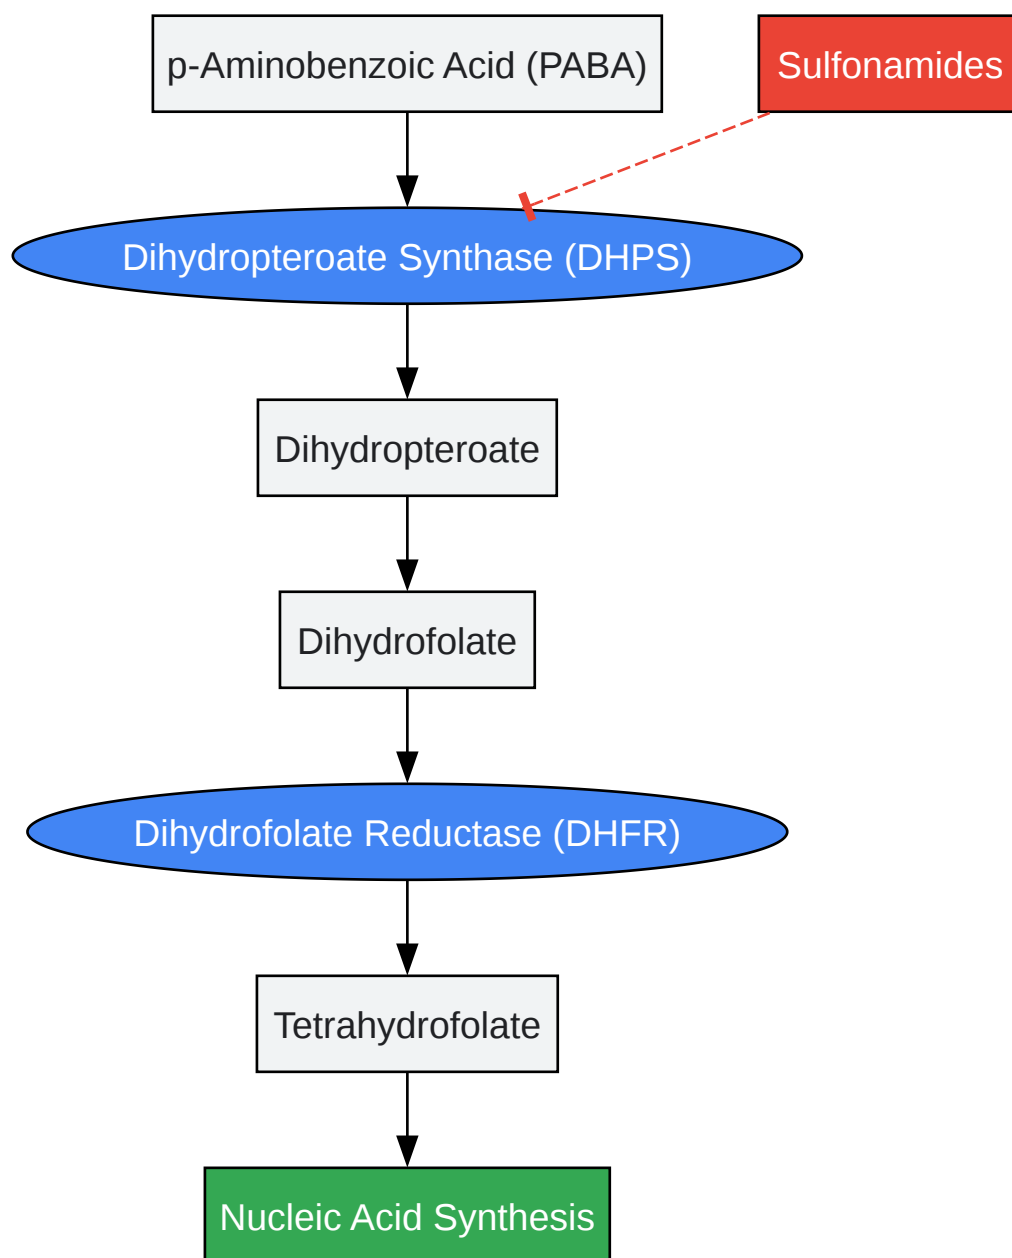 p-Aminobenzoic Acid (PABA)
Sulfonamides
Dihydropteroate Synthase (DHPS)
Dihydropteroate
Dihydrofolate
Dihydrofolate Reductase (DHFR)
Tetrahydrofolate
Nucleic Acid Synthesis